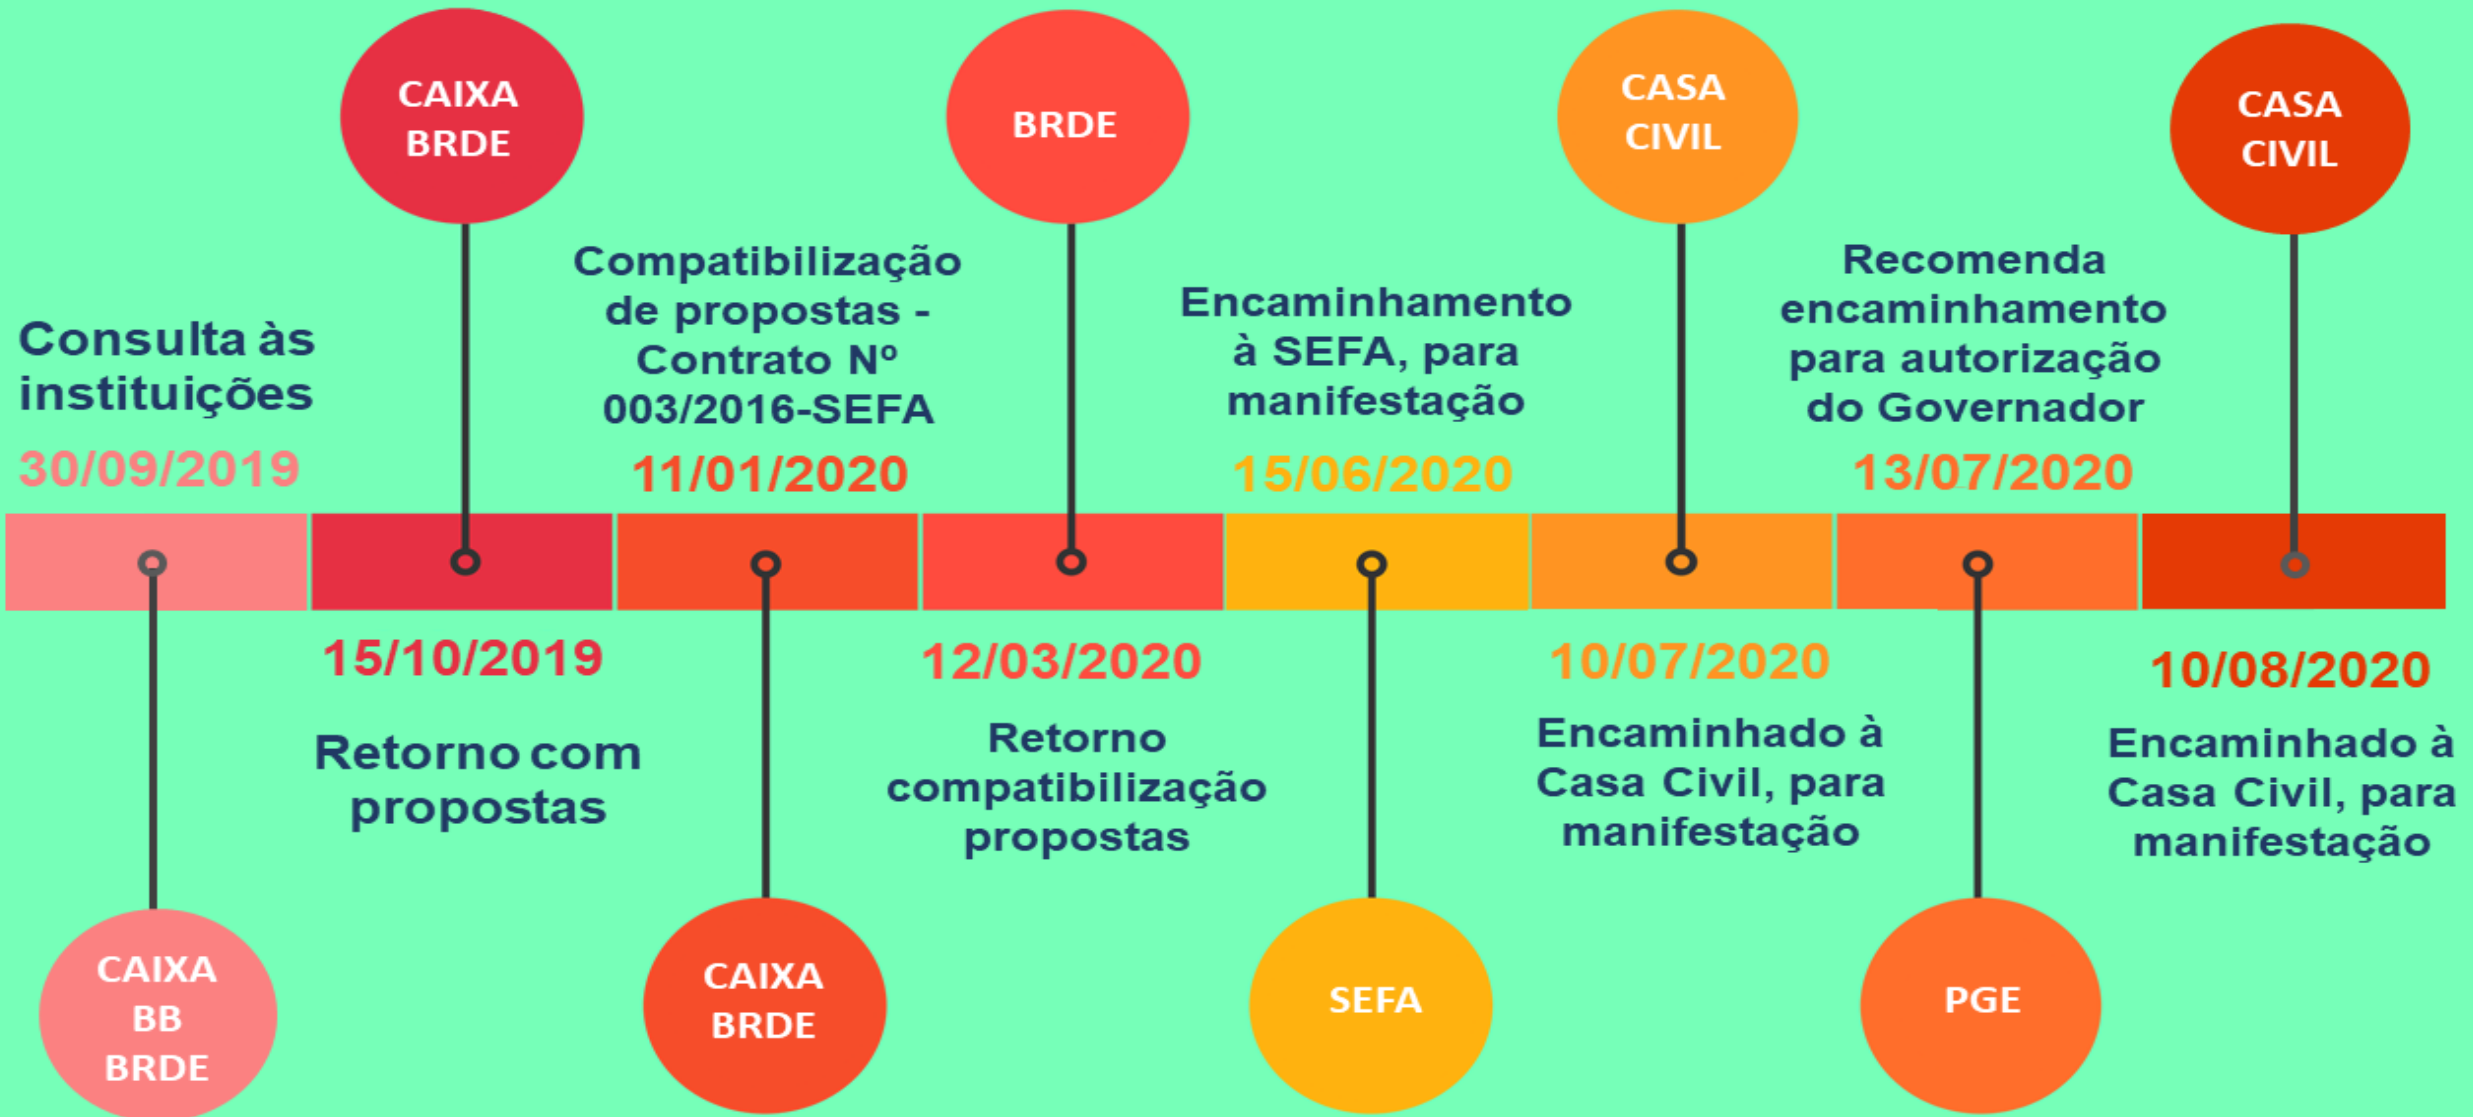 Consulta às
instituições
30/09/2019
CAIXA
BB
BRDE
CAIXA
BRDE
15/10/2019
Retorno com
propostas
Compatibilização
de propostas -
Contrato Nº
003/2016-SEFA
11/01/2020
CAIXA
BRDE
BRDE
12/03/2020
Retorno
compatibilização
propostas
Encaminhamento
à SEFA, para
manifestação
15/06/2020
SEFA
CASA
CIVIL
10/07/2020
Encaminhado à
Casa Civil, para
manifestação
Recomenda
encaminhamento
para autorização
do Governador
13/07/2020
PGE
CASA
CIVIL
10/08/2020
Encaminhado à
Casa Civil, para
manifestação